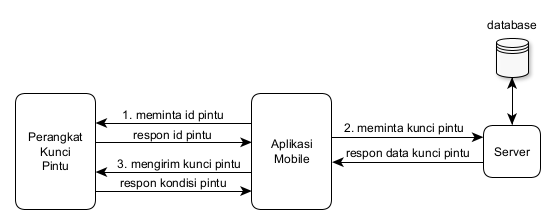 database
1. meminta id pintu
respon id pintu
3. mengirim kunci pintu
respon kondisi pintu
Perangkat
Kunci
Pintu
Aplikasi
Mobile
2. meminta kunci pintu
respon data kunci pintu
Server